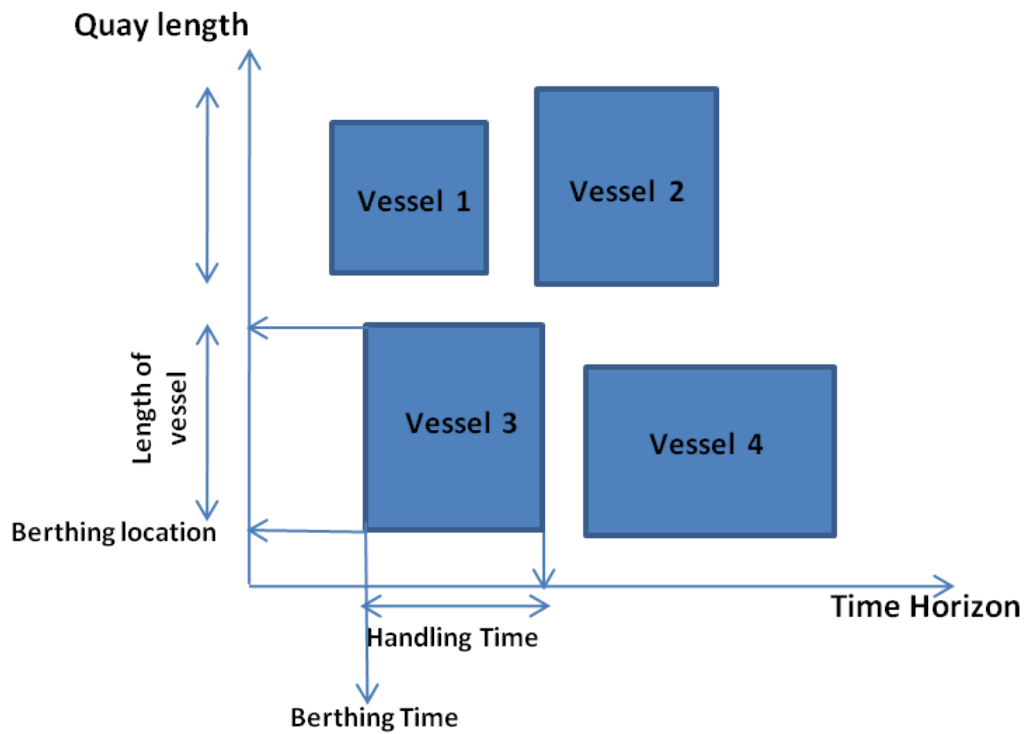 Quay length
Vessel 1
Vessel 2
Length of
vessel
Vessel 3
Vessel 4
Berthing location
Time Horizon
Handling Time
Berthing Time